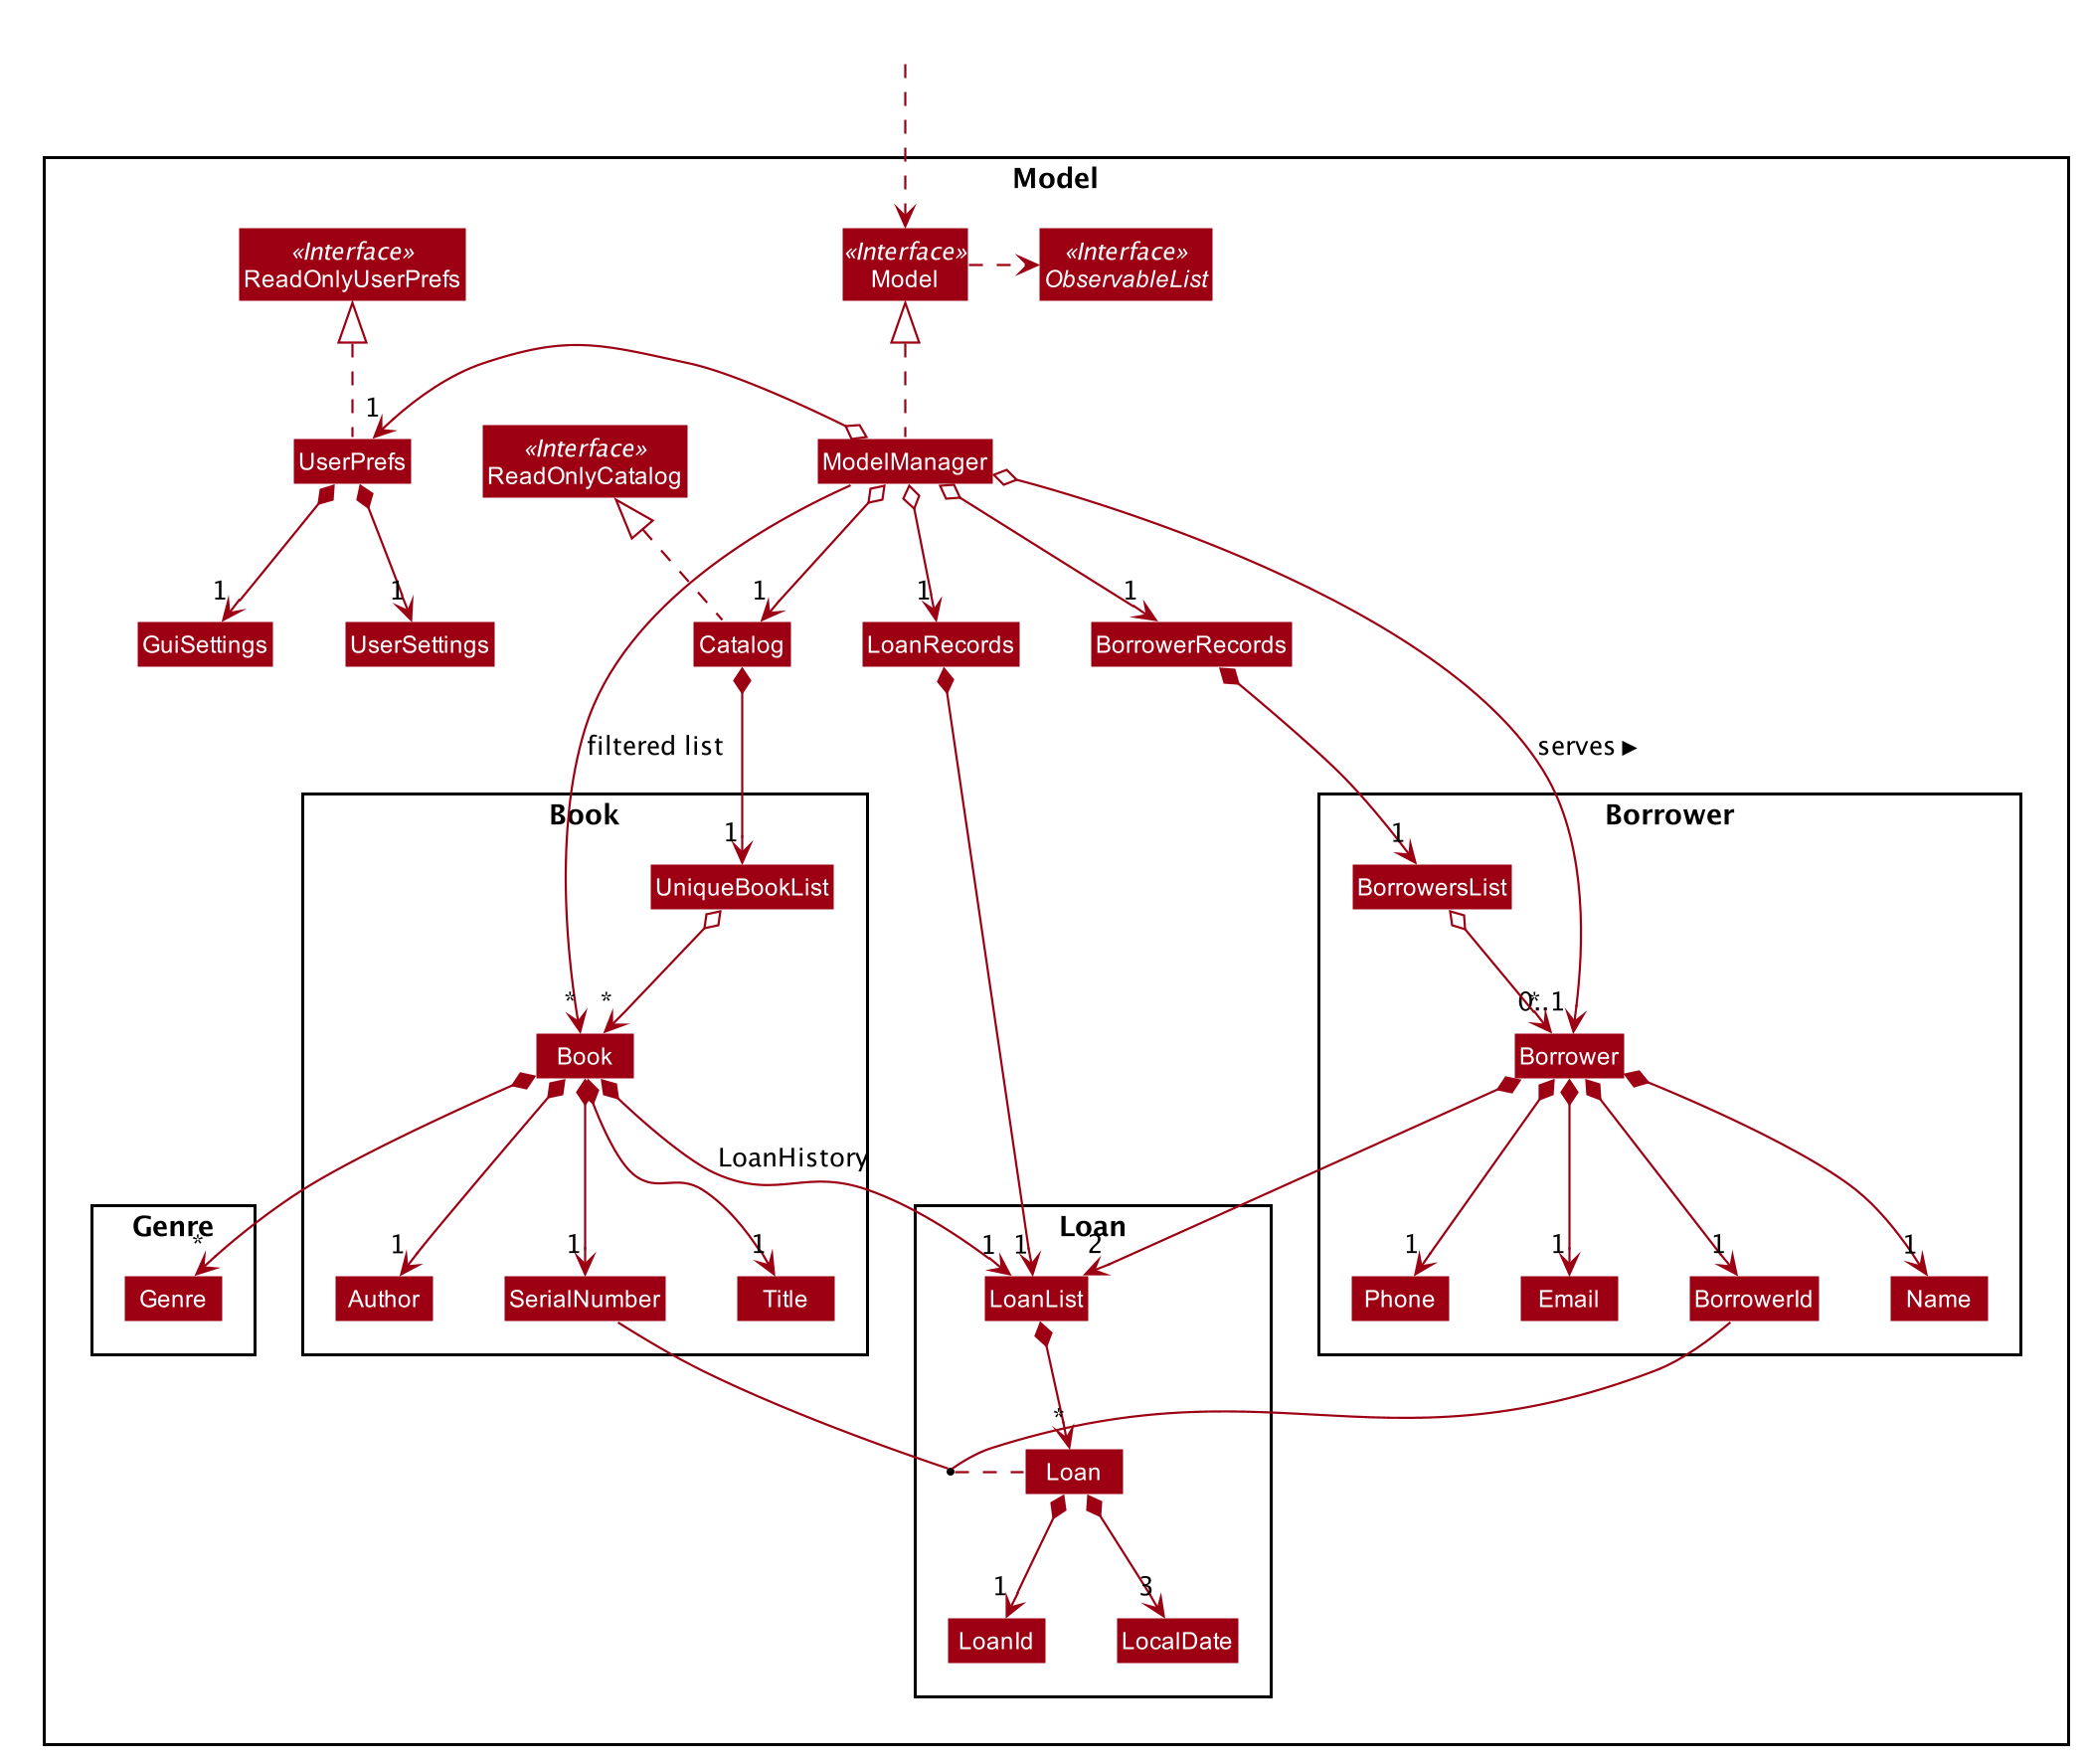 Model
«Interface»
ReadOnlyUserPrefs
«Interface»
Model
«Interface»
ObservableList
1
UserPrefs
«Interface»
ReadOnlyCatalog
ModelManager
1
1
1
1
1
GuiSettings
UserSettings
Catalog
LoanRecords
BorrowerRecords
filtered list
serves ▶
Book
Borrower
1
1
UniqueBookList
BorrowersList
*
*
*
0..1
Book
Borrower
LoanHistory
Genre
Loan
*
1
1
1
1
1
2
1
1
1
1
Genre
Author
SerialNumber
Title
LoanList
Phone
Email
BorrowerId
Name
*
Loan
1
3
LoanId
LocalDate